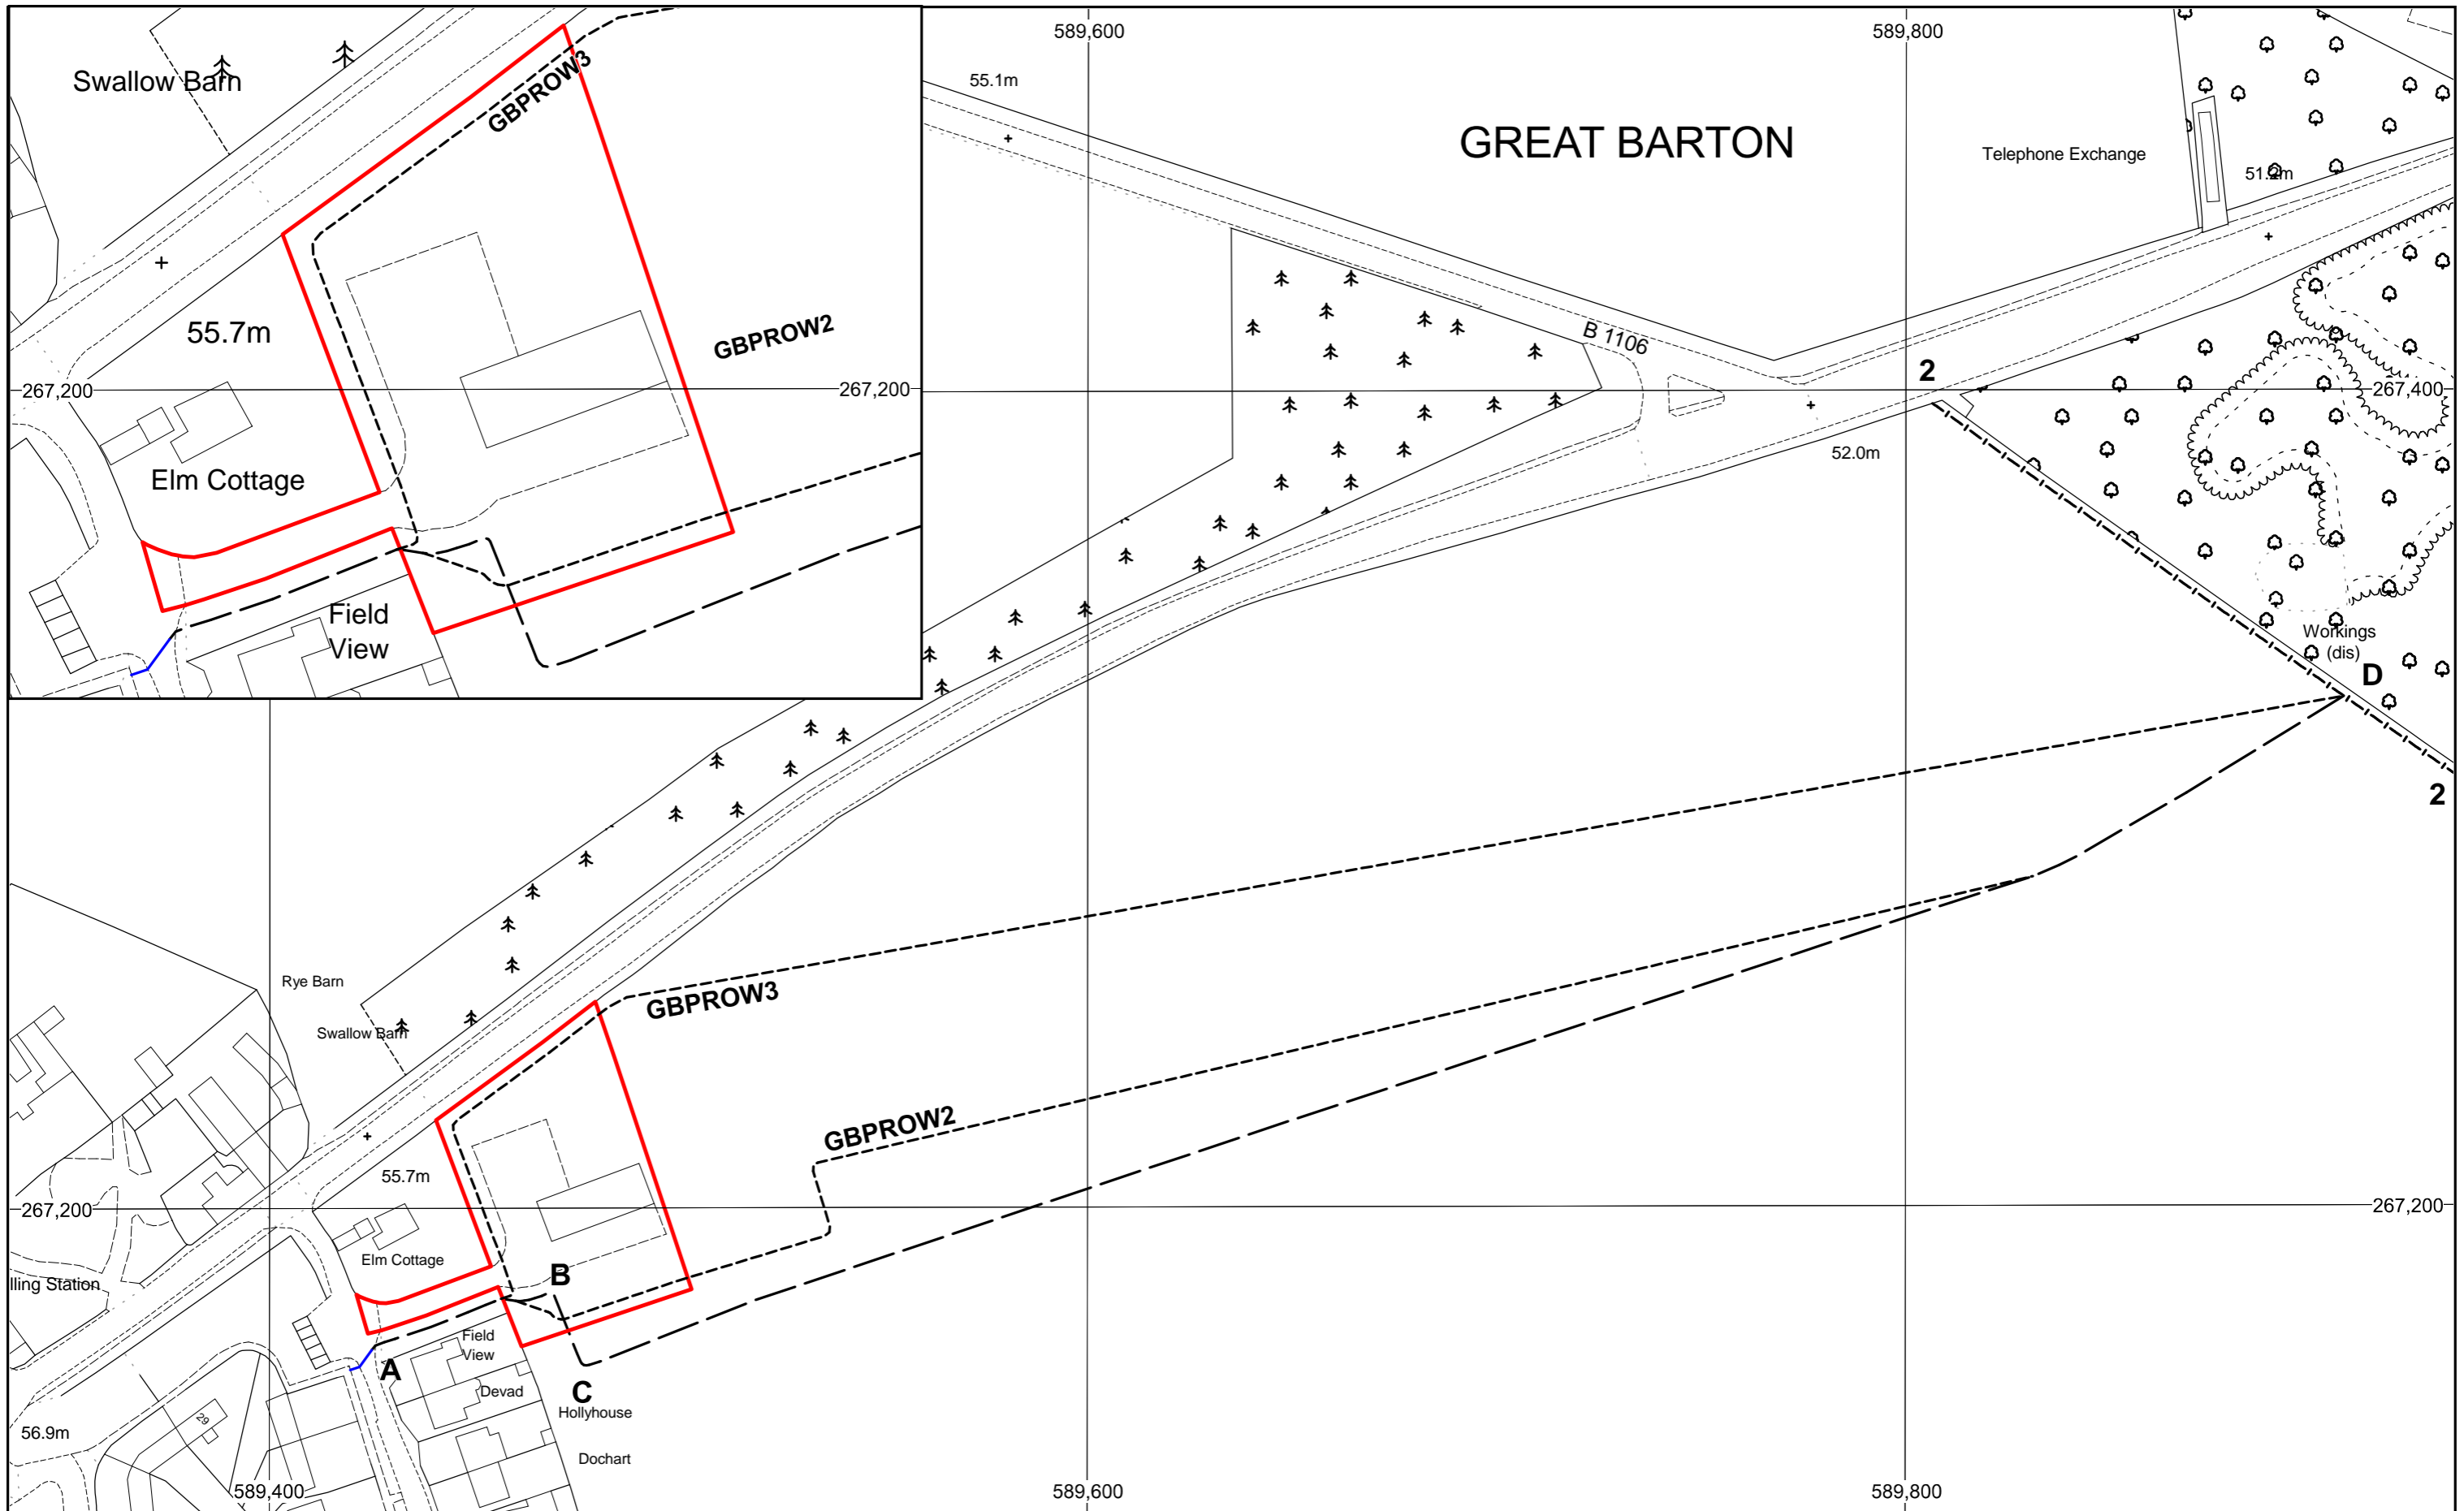 Swallow Barn
GBPROW3
55.7m
GBPROW2
267,200
267,200
Elm Cottage
Field
View
589,600
589,800
55.1m
GREAT BARTON
Telephone Exchange
51.2m
B 1106
2
267,400
52.0m
Workings
(dis)
D
2
Rye Barn
GBPROW3
Swallow Barn
GBPROW2
55.7m
267,200
267,200
Elm Cottage
B
lling Station
Field
View
A
C
Devad
Hollyhouse
29
56.9m
Dochart
589,400
589,600
589,800